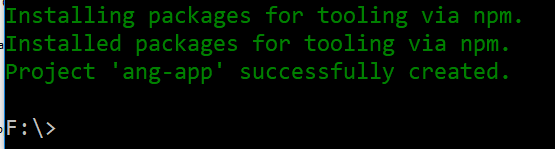 Installing packages for tooling via npm.
Installed packages for tooling via npm.
Project 'ang-app' successfully created.
F:\>